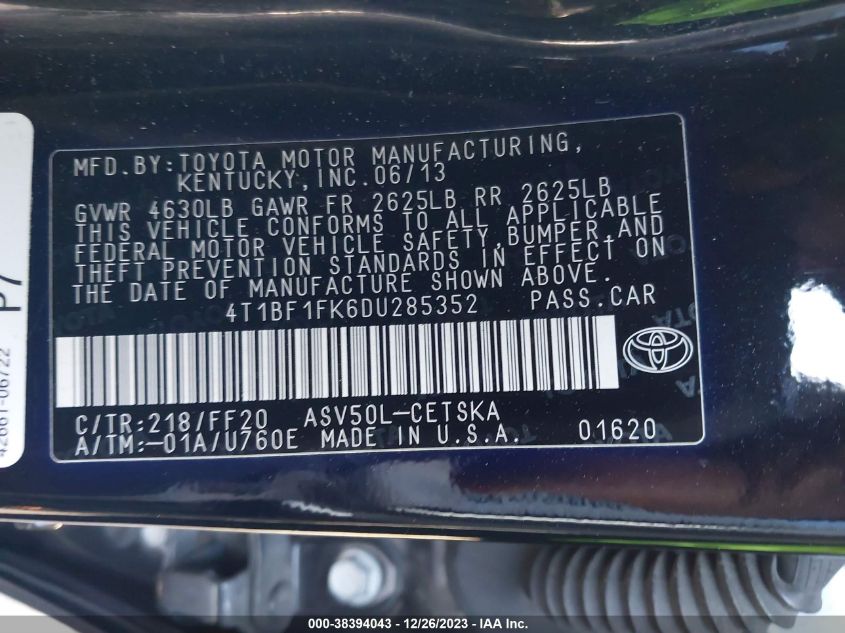 MFD.BY:TOYOTA MOTOR MANUFACTURING,
KENTUCKY,INC.06/13
GVWR 4630LB GAWR FR 2625LB RR 2625LB
THIS VEHICLE CONFORMS TO ALL APPLICABLE
FEDERAL MOTOR VEHICLE SAFETY,BUMPER,AND
THEFT PREVENTION STANDARDS IN EFFECT ON
THE DATE OF MANUFACTURE SHOWN ABOVE.
4T1BF1FK6DU285352 PASS.CAR
C/TR:218/FF20 ASV50L-CETSKA
A/TM:-01A/U760E MADE IN U.S.A. 01620
P7
42661-06722
000-38394043 - 12/26/2023 - IAA Inc.